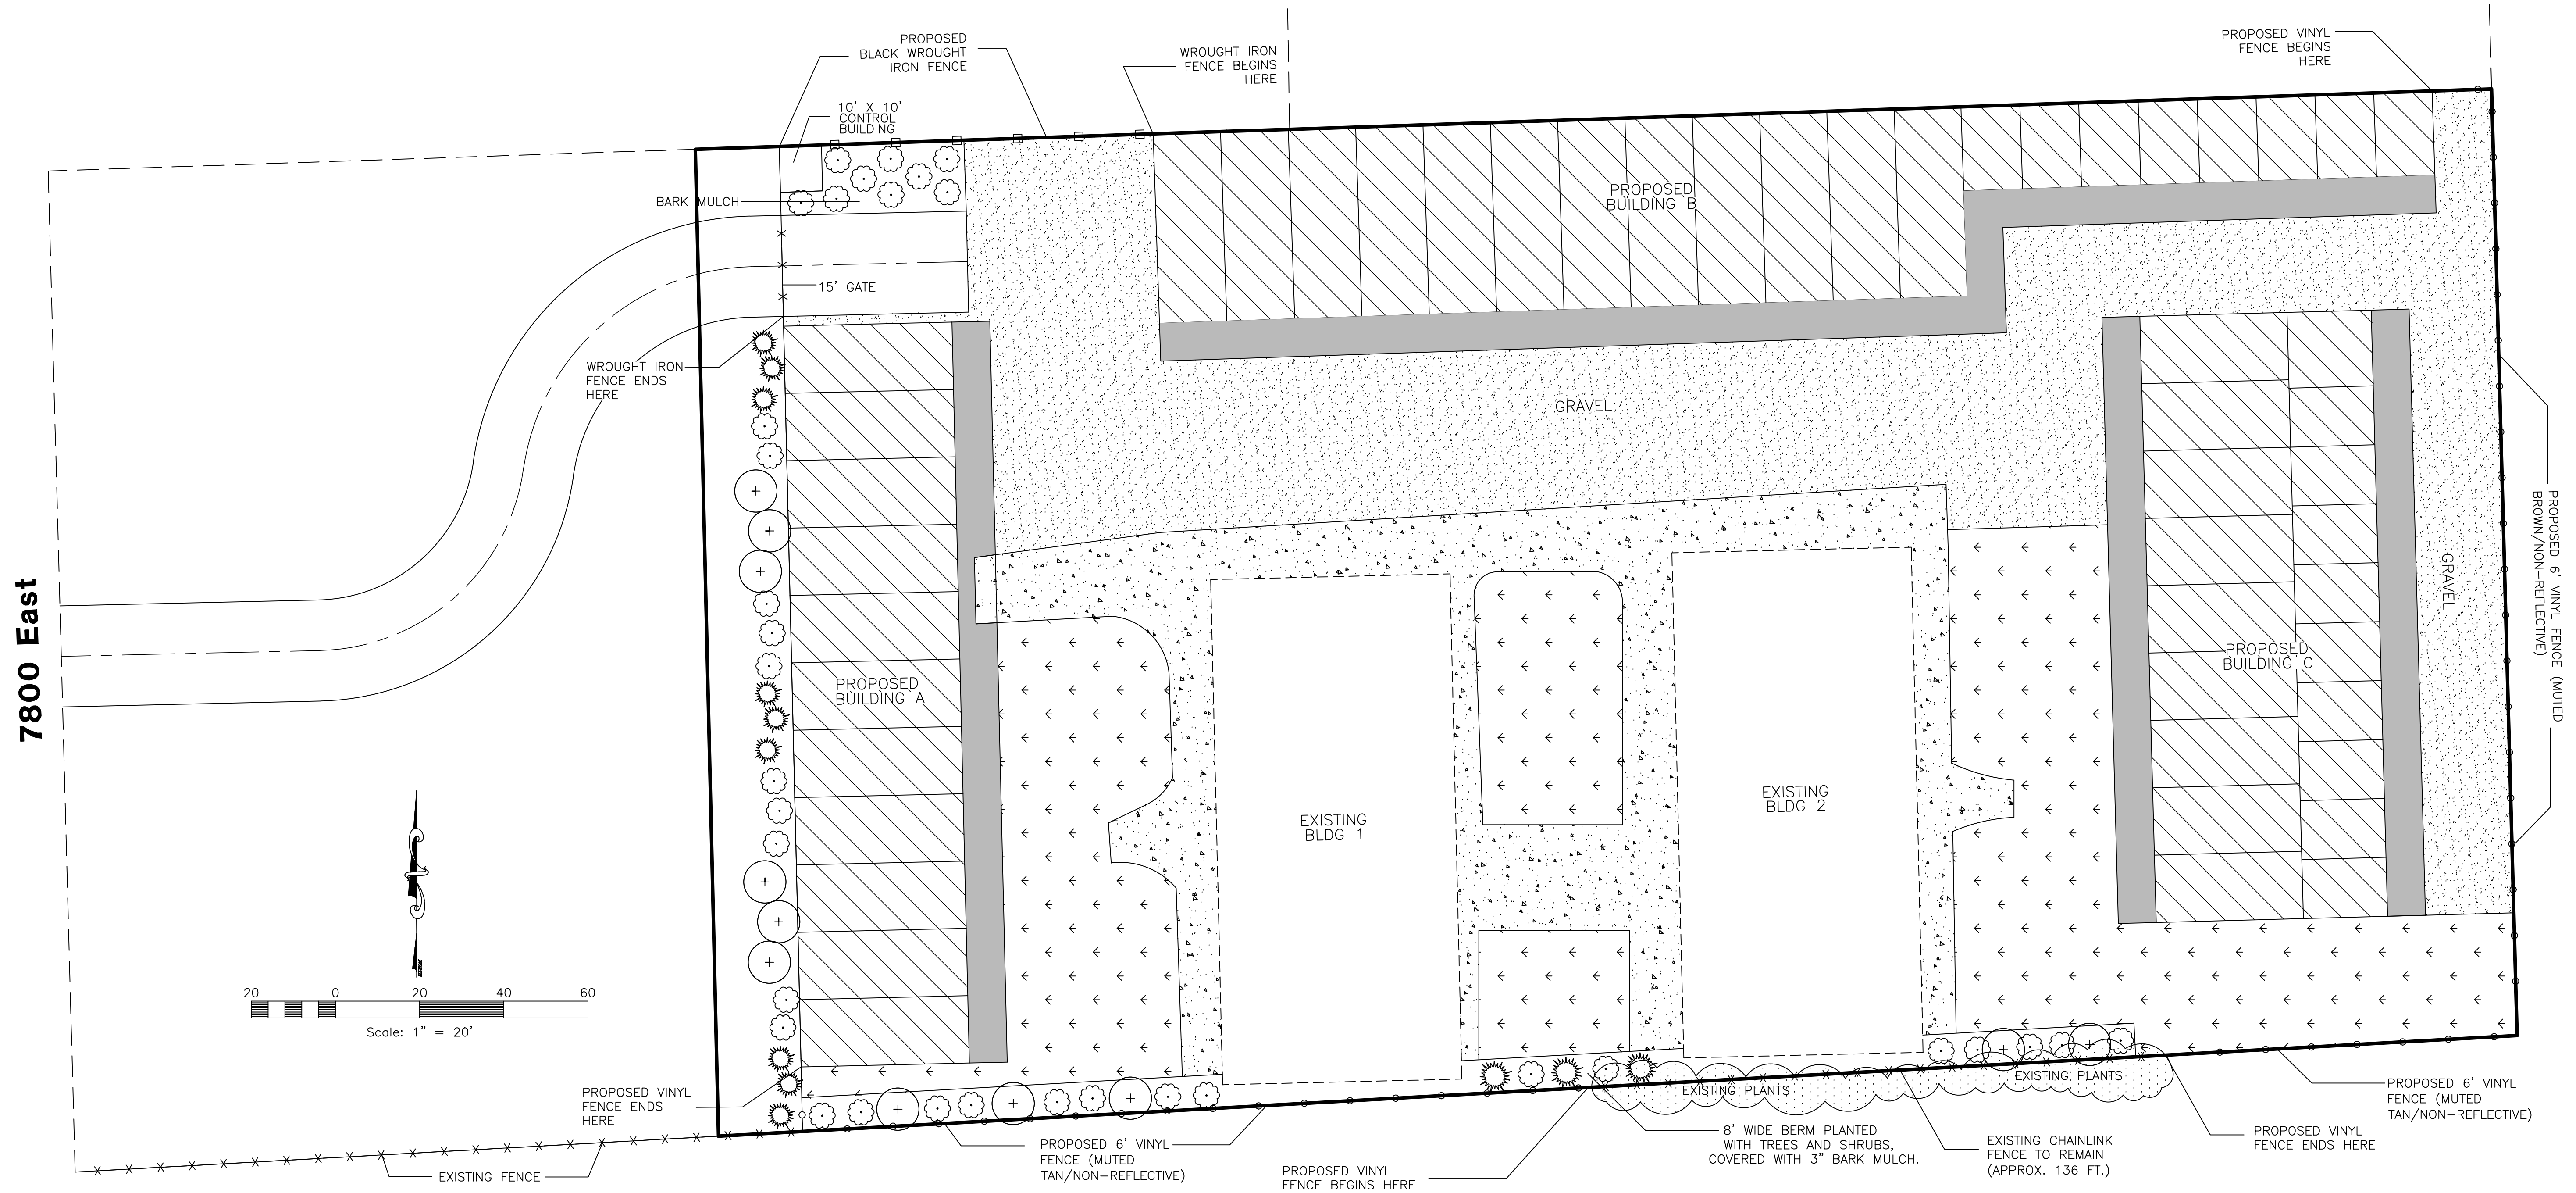 PROPOSED
BLACK WROUGHT
IRON FENCE
WROUGHT IRON
FENCE BEGINS
HERE
PROPOSED VINYL
FENCE BEGINS
HERE
10' X 10'
CONTROL
BUILDING
BARK MULCH
15' GATE
WROUGHT IRON
FENCE ENDS
HERE
PROPOSED
BUILDING B
GRAVEL
GRAVEL
PROPOSED 6' VINYL FENCE (MUTED
BROWN/NON-REFLECTIVE)
7800 East
PROPOSED
BUILDING A
PROPOSED
BUILDING C
EXISTING
BLDG 1
EXISTING
BLDG 2
20 0 20 40 60
Scale: 1" = 20'
PROPOSED VINYL
FENCE ENDS
HERE
EXISTING FENCE
PROPOSED 6' VINYL
FENCE (MUTED
TAN/NON-REFLECTIVE)
PROPOSED VINYL
FENCE BEGINS HERE
EXISTING PLANTS
EXISTING PLANTS
8' WIDE BERM PLANTED
WITH TREES AND SHRUBS,
COVERED WITH 3" BARK MULCH.
EXISTING CHAINLINK
FENCE TO REMAIN
(APPROX. 136 FT.)
PROPOSED VINYL
FENCE ENDS HERE
PROPOSED 6' VINYL
FENCE (MUTED
TAN/NON-REFLECTIVE)